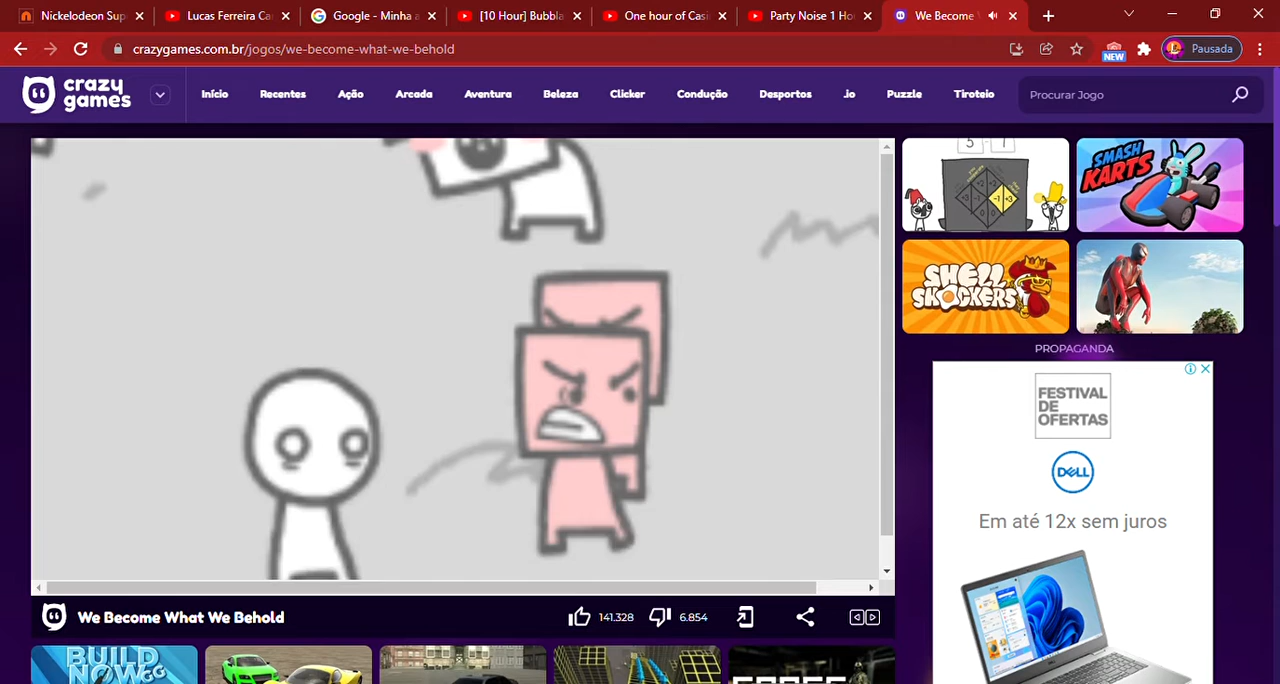 Nickelodeon Sup
Lucas Ferreira Ca
Google - Minha a
[10 Hour] Bubbla
One hour of Casi
Party Noise 1 Ho
We Become
crazygames.com.br/jogos/we-become-what-we-behold
NEW
Pausada
crazy games
Início
Recentes
Ação
Arcada
Aventura
Beleza
Clicker
Condução
Desportos
.io
Puzzle
Tiroteio
Procurar Jogo
SMASH KARTS
SHELL SHOCKERS
PROPAGANDA
FESTIVAL
DE
OFERTAS
DELL
Em até 12x sem juros
We Become What We Behold
141.328
6.854
BUILD
NOW GG